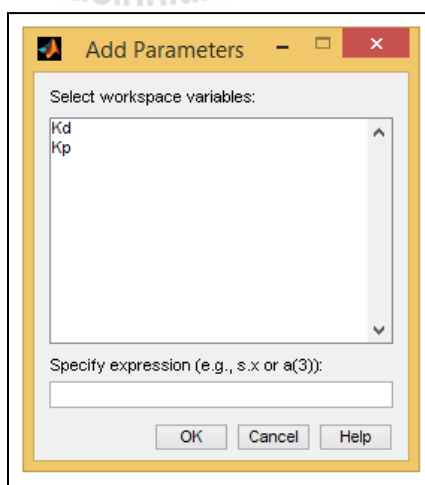 Add Parameters
Select workspace variables:
Kd
Kp
Specify expression (e.g., s.x or a(3)):
OK Cancel Help